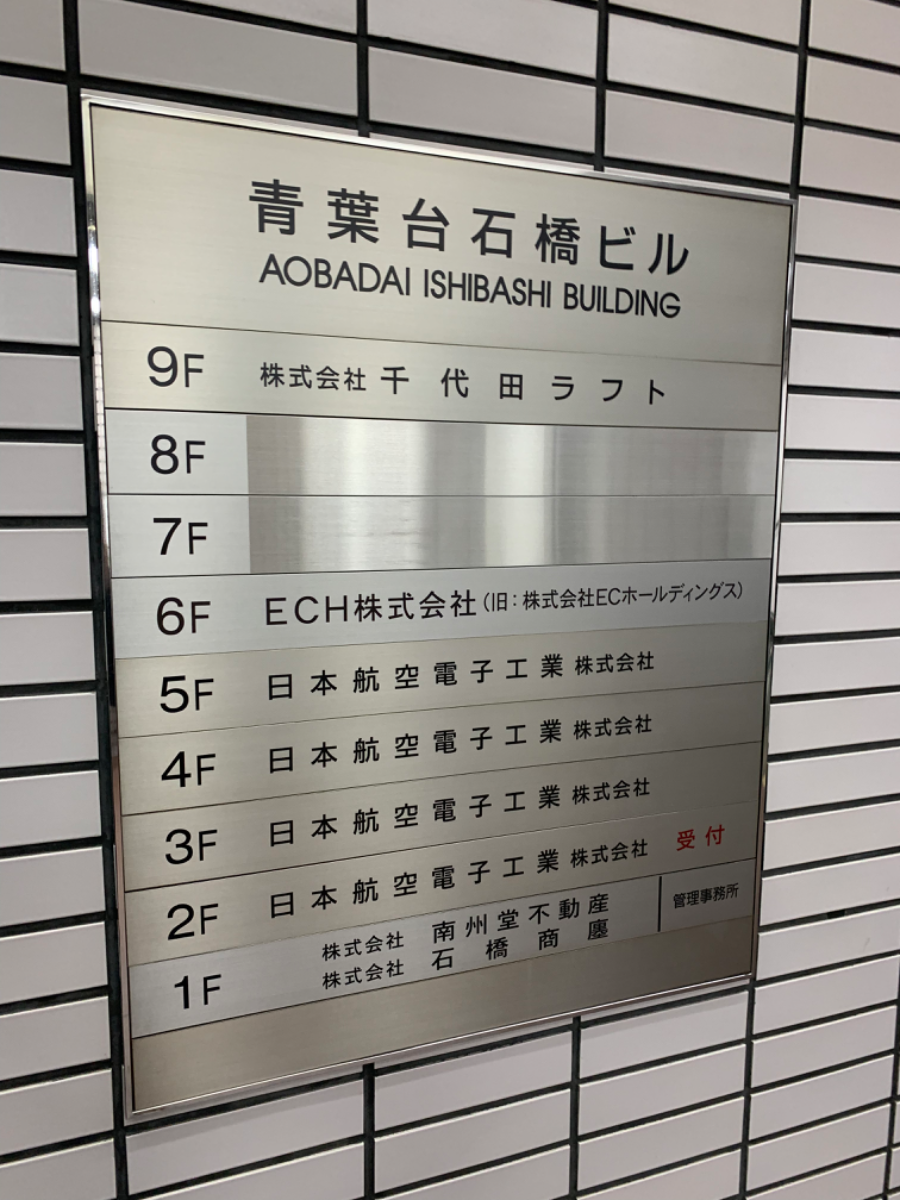 青葉台石橋ビル
AOBADAI ISHIBASHI BUILDING
9F 株式会社 千代田ラフト
8F
7F
6F ECH株式会社(旧:株式会社ECホールディングス)
5F 日本航空電子工業 株式会社
4F 日本航空電子工業 株式会社
3F 日本航空電子工業 株式会社
2F 日本航空電子工業 株式会社 受付
1F 株式会社 南州堂不動産 管理事務所
株式会社 石橋商廛